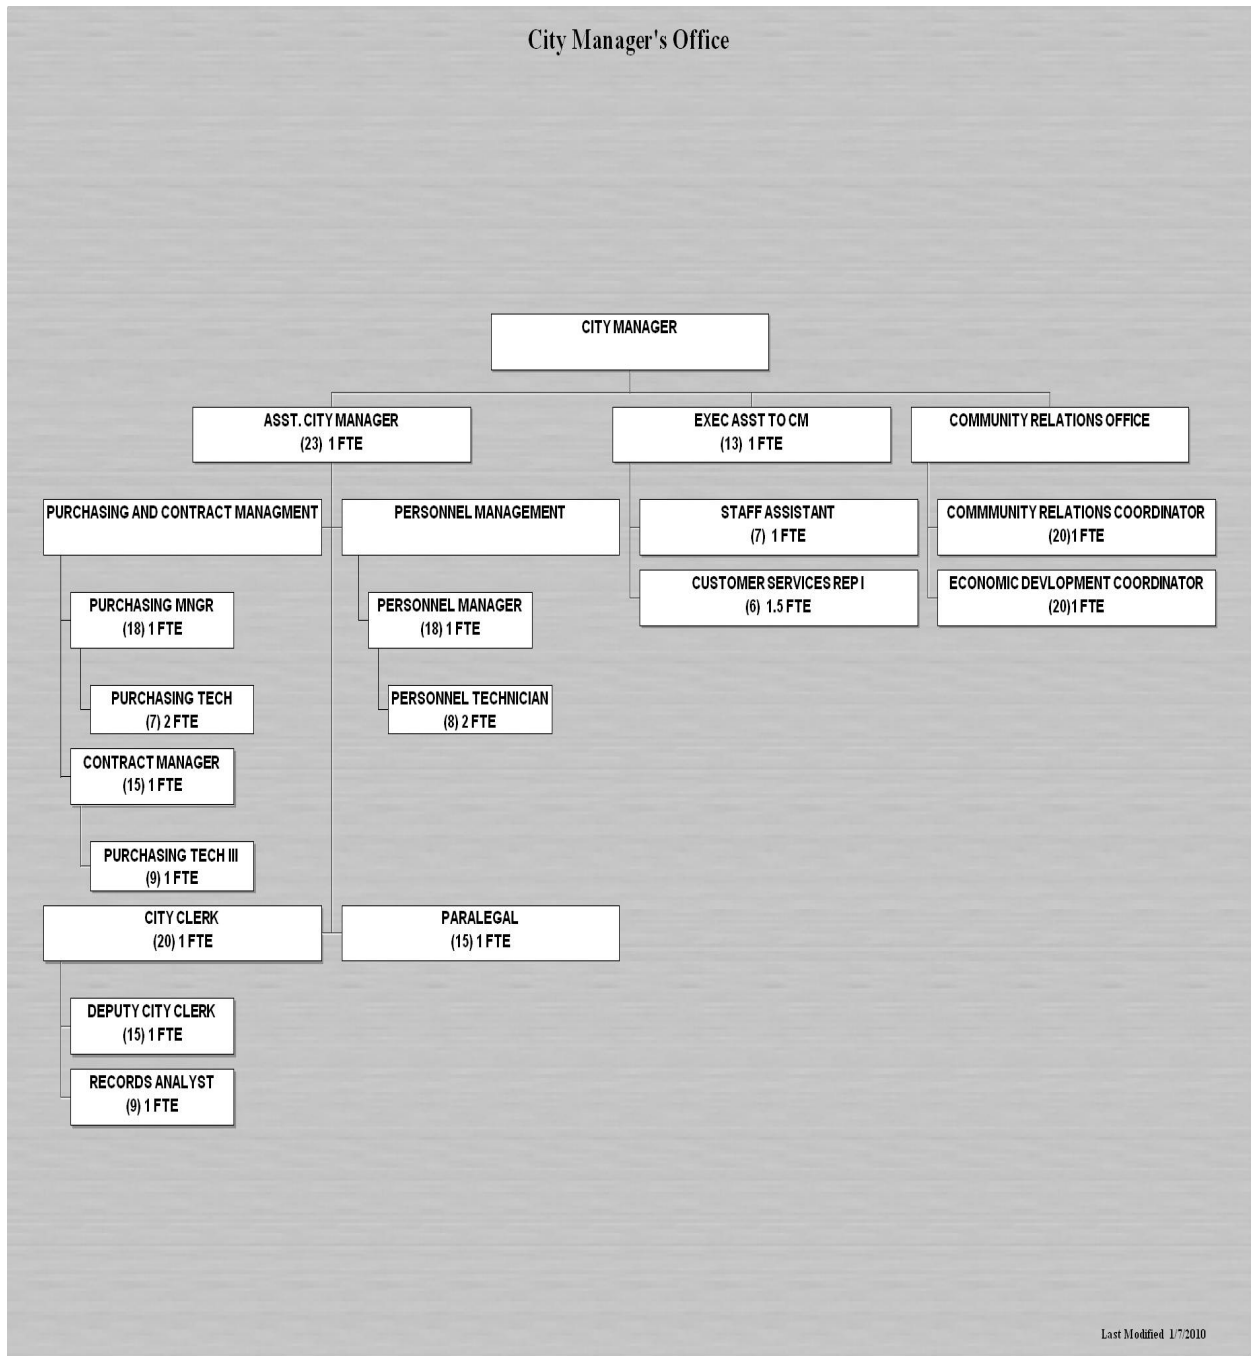 City Manager's Office
CITY MANAGER
ASST. CITY MANAGER
(23) 1 FTE
EXEC ASST TO CM
(13) 1 FTE
COMMUNITY RELATIONS OFFICE
PURCHASING AND CONTRACT MANAGMENT
PERSONNEL MANAGEMENT
STAFF ASSISTANT
(7) 1 FTE
COMMMUNITY RELATIONS COORDINATOR
(20)1 FTE
CUSTOMER SERVICES REP I
(6) 1.5 FTE
ECONOMIC DEVLOPMENT COORDINATOR
(20)1 FTE
PURCHASING MNGR
(18) 1 FTE
PERSONNEL MANAGER
(18) 1 FTE
PURCHASING TECH
(7) 2 FTE
PERSONNEL TECHNICIAN
(8) 2 FTE
CONTRACT MANAGER
(15) 1 FTE
PURCHASING TECH III
(9) 1 FTE
CITY CLERK
(20) 1 FTE
PARALEGAL
(15) 1 FTE
DEPUTY CITY CLERK
(15) 1 FTE
RECORDS ANALYST
(9) 1 FTE
Last Modified 1/7/2010